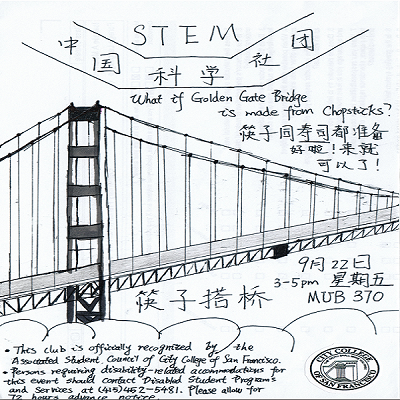 STEM
中国科学社团
What if Golden Gate Bridge
is made from Chopsticks?
筷子同寿司都准备
好啦！来就
可以了！
9月22日
3-5pm 星期五
MUB 370
筷子搭桥
• This club is officially recognized by the
Associated Student Council of City College of San Francisco.
• Persons requiring disability-related accommodations for
this event should contact Disabled Student Programs
and Services at (415)452-5481. Please allow for
72 hours advance notice.
CITY COLLEGE
OF SAN FRANCISCO